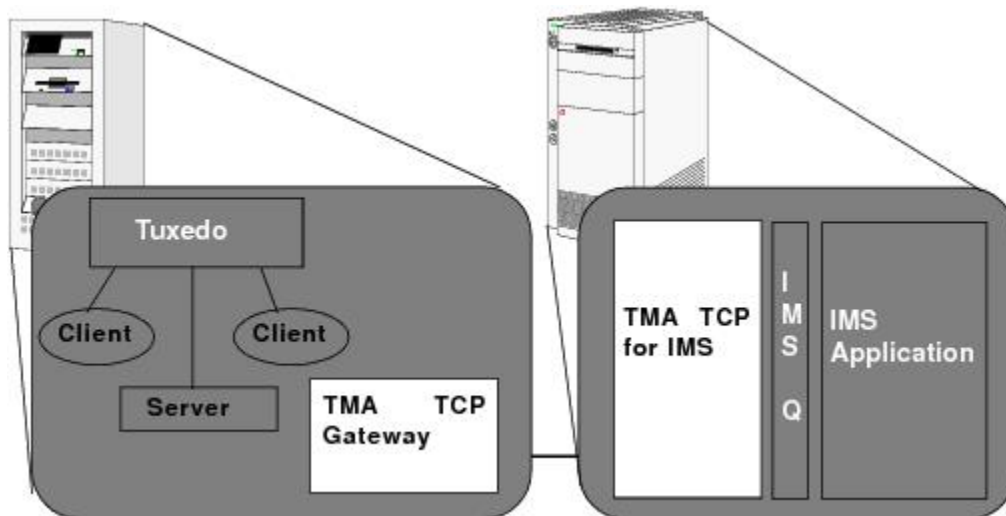 Tuxedo
Client
Client
Server
TMA TCP
Gateway
TMA TCP
for IMS
I
M
S
Q
IMS
Application